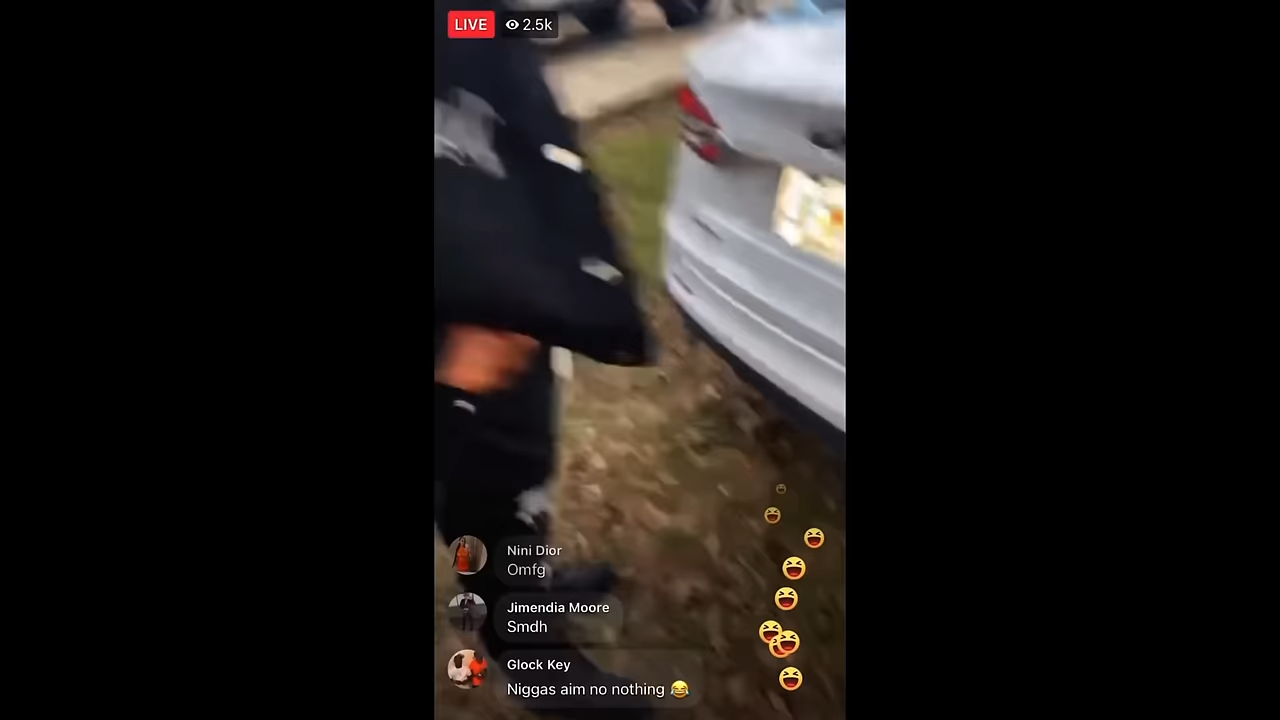 LIVE 2.5k
Nini Dior
Omfg
Jimendia Moore
Smdh
Glock Key
Niggas aim no nothing 😂